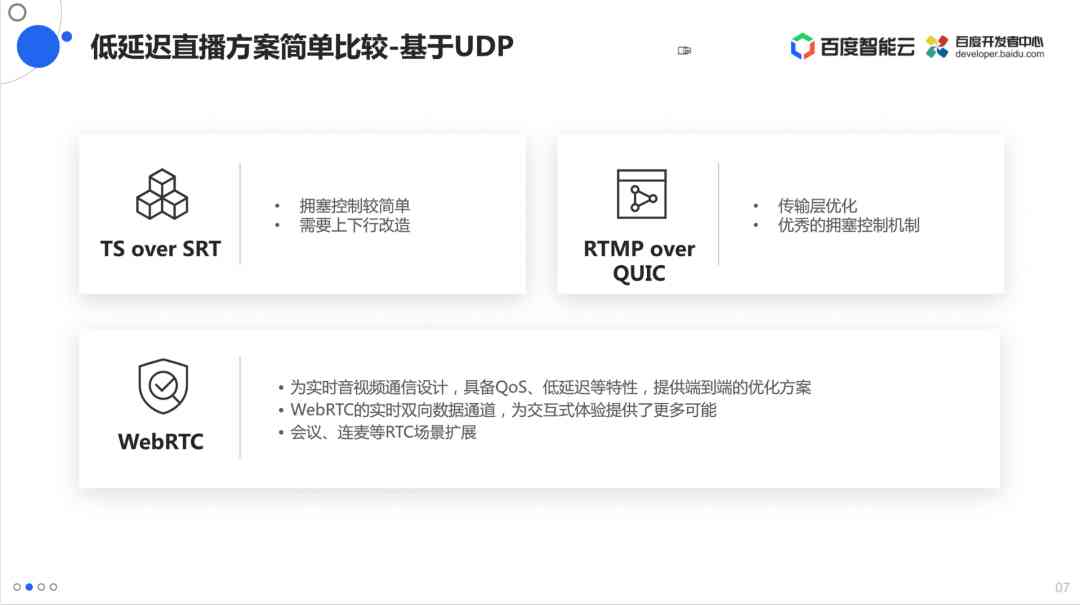 低延迟直播方案简单比较-基于UDP
百度智能云
百度开发者中心
developer.baidu.com
TS over SRT
• 拥塞控制较简单
• 需要上下行改造
RTMP over
QUIC
• 传输层优化
• 优秀的拥塞控制机制
WebRTC
• 为实时音视频通信设计，具备QoS、低延迟等特性，提供端到端的优化方案
• WebRTC的实时双向数据通道，为交互式体验提供了更多可能
• 会议、连麦等RTC场景扩展
07